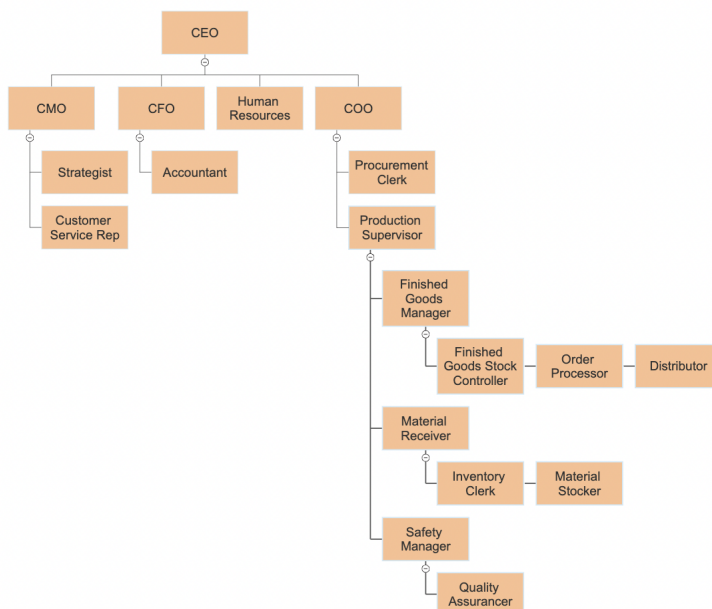 CEO
CMO
CFO
Human
Resources
COO
Strategist
Accountant
Procurement
Clerk
Customer
Service Rep
Production
Supervisor
Finished
Goods
Manager
Finished
Goods Stock
Controller
Order
Processor
Distributor
Material
Receiver
Inventory
Clerk
Material
Stocker
Safety
Manager
Quality
Assurancer